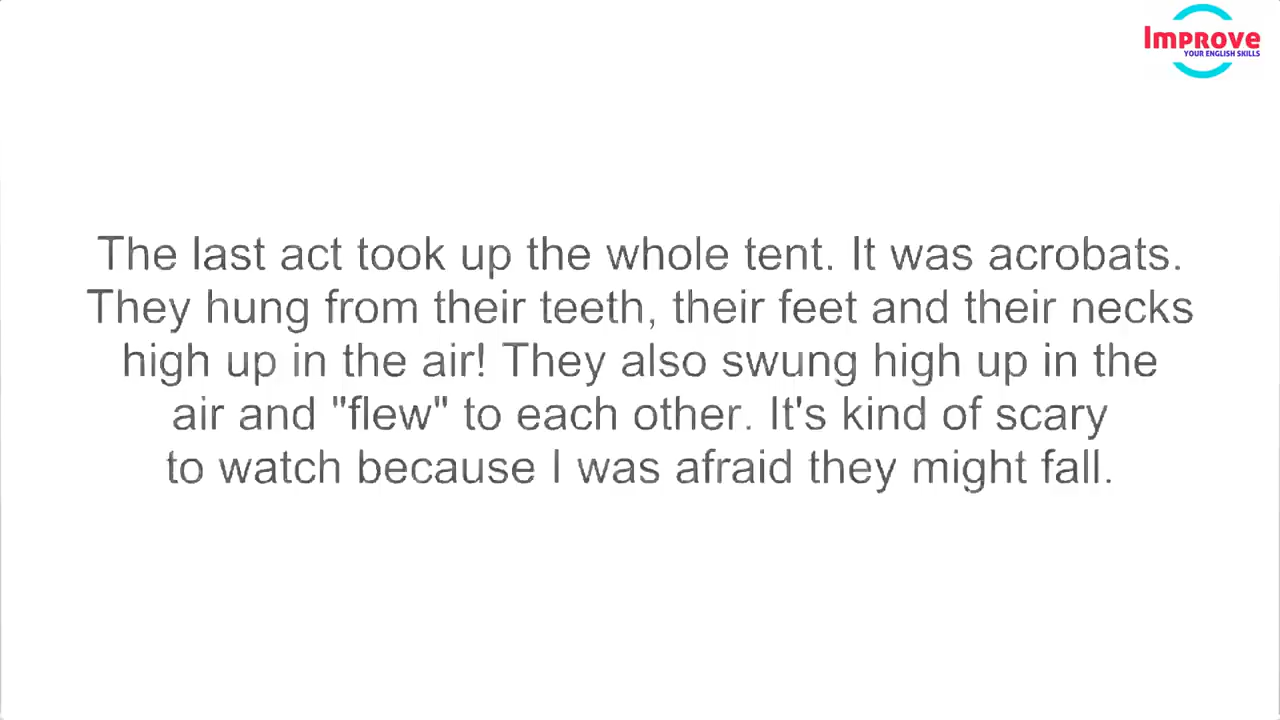 Improve
YOUR ENGLISH SKILLS
The last act took up the whole tent. It was acrobats.
They hung from their teeth, their feet and their necks
high up in the air! They also swung high up in the
air and "flew" to each other. It's kind of scary
to watch because I was afraid they might fall.